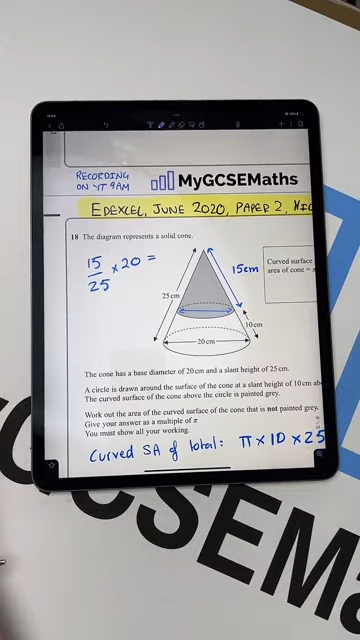 RECORDING
ON YT 9AM
MyGCSEMaths
EDEXCEL, JUNE 2020, PAPER 2,
18 The diagram represents a solid cone.
15
25
× 20 =
15cm
25 cm
10 cm
20 cm
Curved surface
area of cone =
The cone has a base diameter of 20 cm and a slant height of 25 cm.
A circle is drawn around the surface of the cone at a slant height of 10 cm
The curved surface of the cone above the circle is painted grey.
Work out the area of the curved surface of the cone that is not painted grey.
Give your answer as a multiple of π
You must show all your working.
Curved SA of total: π × 10 × 25
GCSEMa